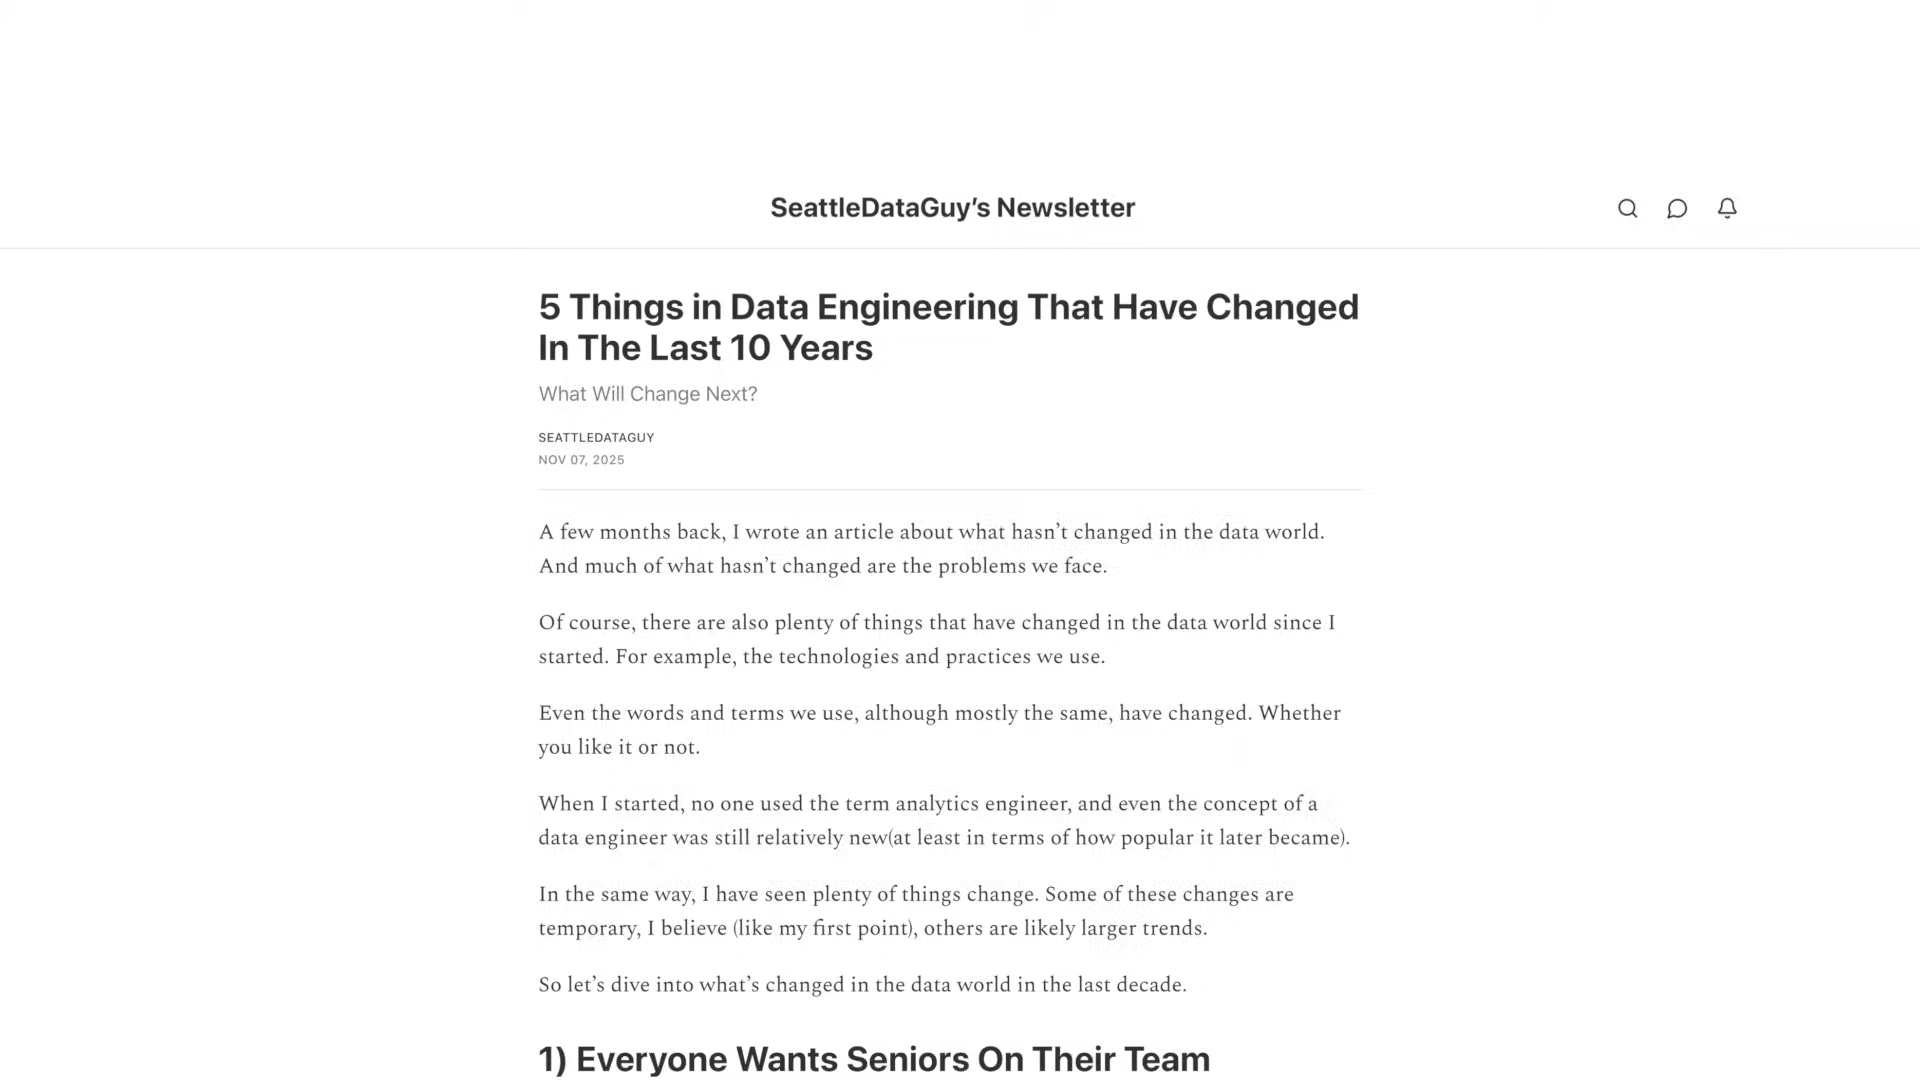 SeattleDataGuy’s Newsletter
5 Things in Data Engineering That Have Changed
In The Last 10 Years
What Will Change Next?
SEATTLEDATAGUY
NOV 07, 2025
A few months back, I wrote an article about what hasn’t changed in the data world.
And much of what hasn’t changed are the problems we face.
Of course, there are also plenty of things that have changed in the data world since I
started. For example, the technologies and practices we use.
Even the words and terms we use, although mostly the same, have changed. Whether
you like it or not.
When I started, no one used the term analytics engineer, and even the concept of a
data engineer was still relatively new(at least in terms of how popular it later became).
In the same way, I have seen plenty of things change. Some of these changes are
temporary, I believe (like my first point), others are likely larger trends.
So let’s dive into what’s changed in the data world in the last decade.
1) Everyone Wants Seniors On Their Team